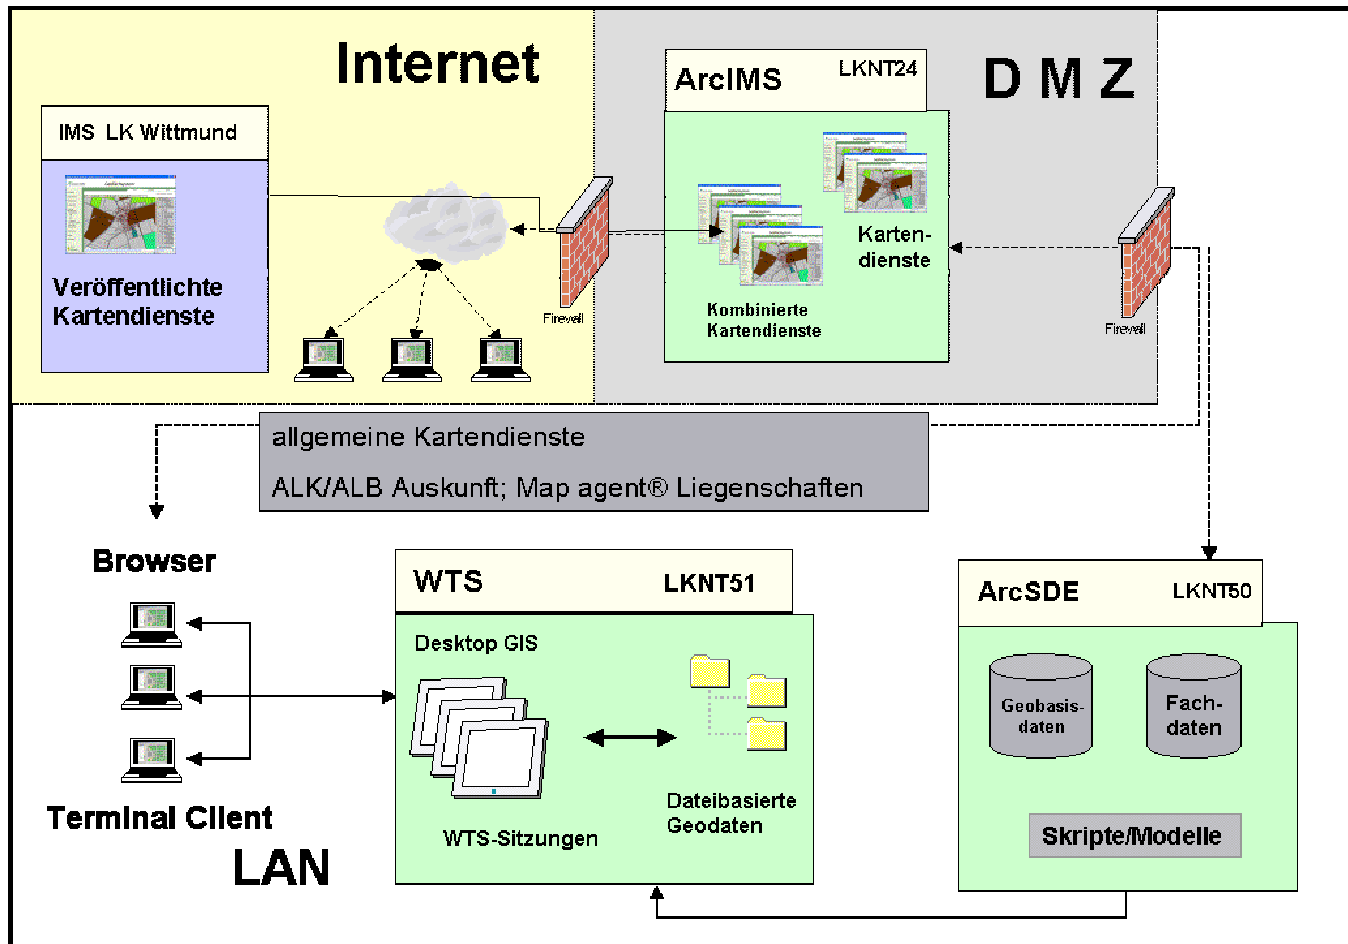 Internet
D M Z
ArcIMS
LKNT24
IMS LK Wittmund
Veröffentlichte
Kartendienste
Firewall
Karten-
dienste
Kombinierte
Kartendienste
Firewall
allgemeine Kartendienste
ALK/ALB Auskunft; Map agent® Liegenschaften
Browser
Terminal Client
LAN
WTS
LKNT51
Desktop GIS
WTS-Sitzungen
Dateibasierte
Geodaten
ArcSDE
LKNT50
Geobasis-
daten
Fach-
daten
Skripte/Modelle